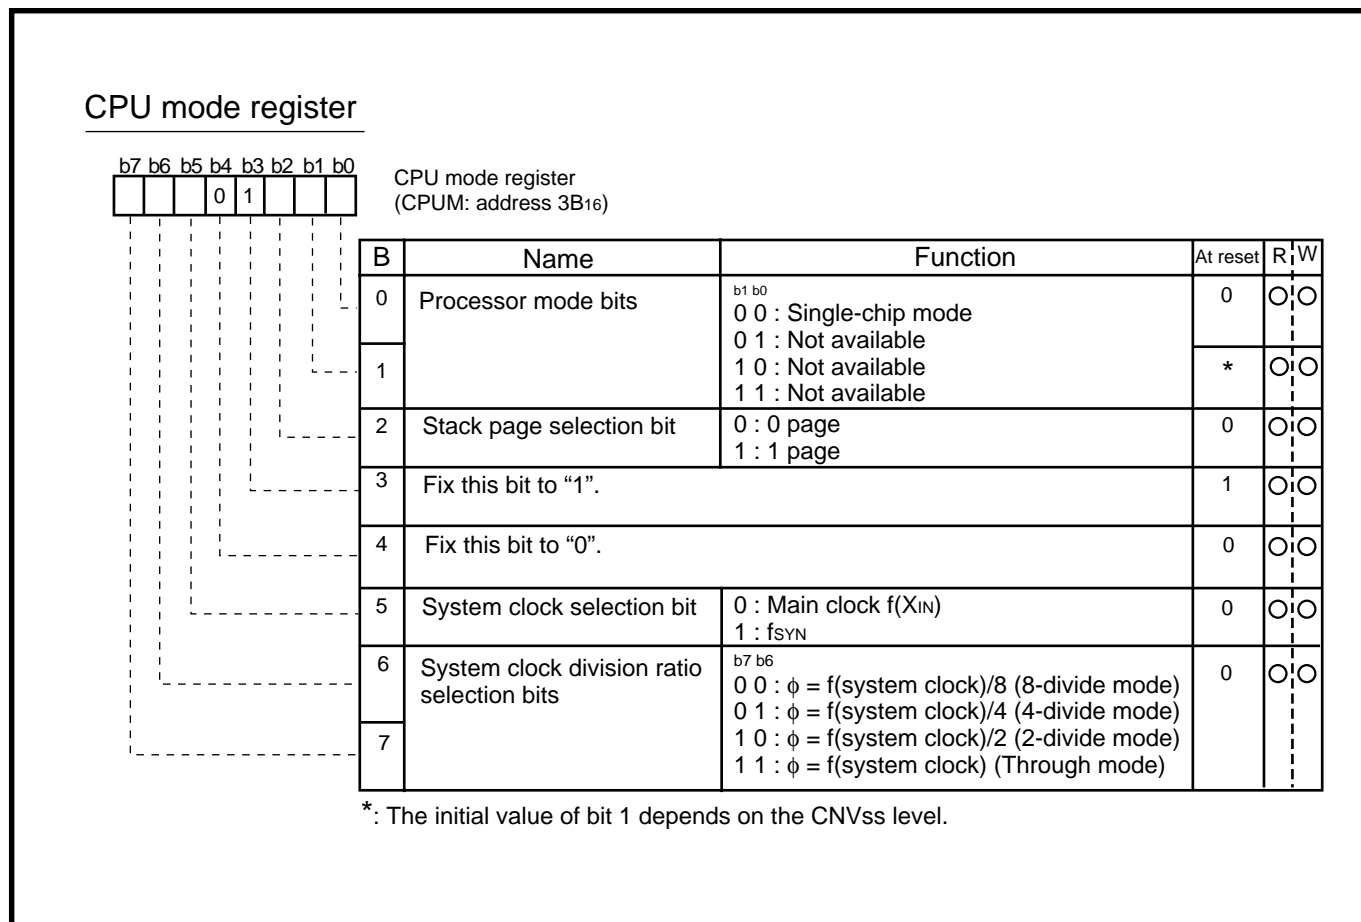 CPU mode register
b7 b6 b5 b4 b3 b2 b1 b0
0 1
CPU mode register
(CPUM: address 3B16)
B Name Function At reset R W
0 Processor mode bits b1 b0 0
0 0 : Single-chip mode
0 1 : Not available
1 1 0 : Not available *
1 1 : Not available
2 Stack page selection bit 0 : 0 page 0
1 : 1 page
3 Fix this bit to “1”. 1
4 Fix this bit to “0”. 0
5 System clock selection bit 0 : Main clock f(XIN) 0
1 : fSYN
6 System clock division ratio b7 b6 0
selection bits 0 0 : ϕ = f(system clock)/8 (8-divide mode)
0 1 : ϕ = f(system clock)/4 (4-divide mode)
7 1 0 : ϕ = f(system clock)/2 (2-divide mode)
1 1 : ϕ = f(system clock) (Through mode)
*: The initial value of bit 1 depends on the CNVss level.